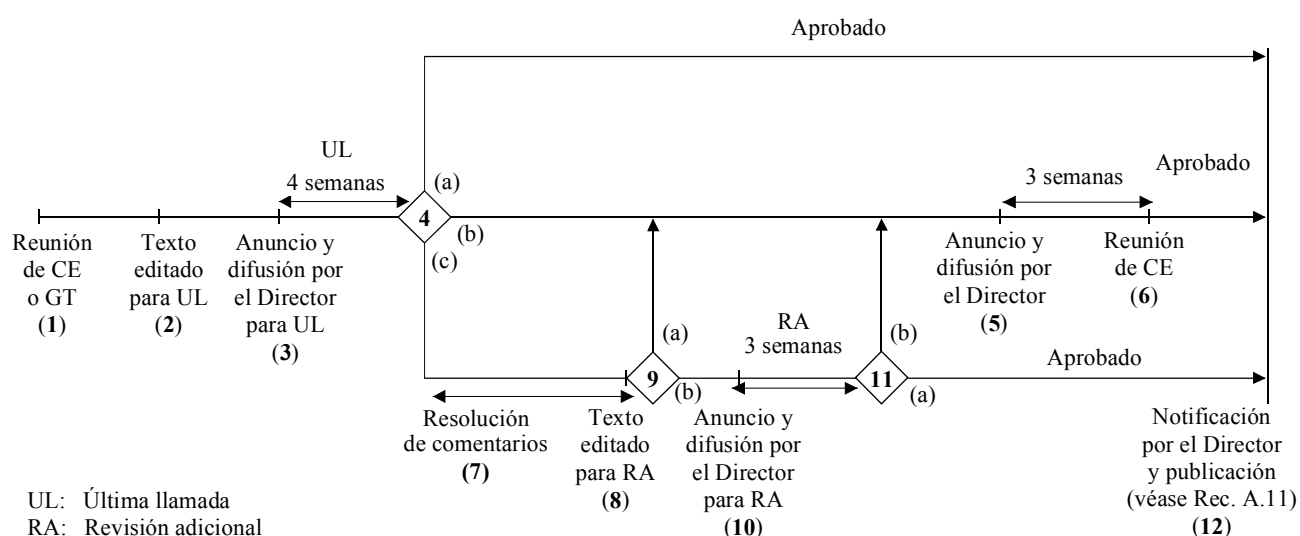 Aprobado
UL
4 semanas
(a)
4
(b)
(c)
3 semanas
Aprobado
Reunión
de CE
o GT
(1)
Texto
editado
para UL
(2)
Anuncio y
difusión por
el Director
para UL
(3)
Anuncio y
difusión por
el Director
(5)
Reunión
de CE
(6)
(a)
9
(b)
RA
3 semanas
(b)
11
(a)
Aprobado
Resolución
de comentarios
(7)
Texto
editado
para RA
(8)
Anuncio y
difusión por
el Director
para RA
(10)
Notificación
por el Director
y publicación
(véase Rec. A.11)
(12)
UL: Última llamada
RA: Revisión adicional